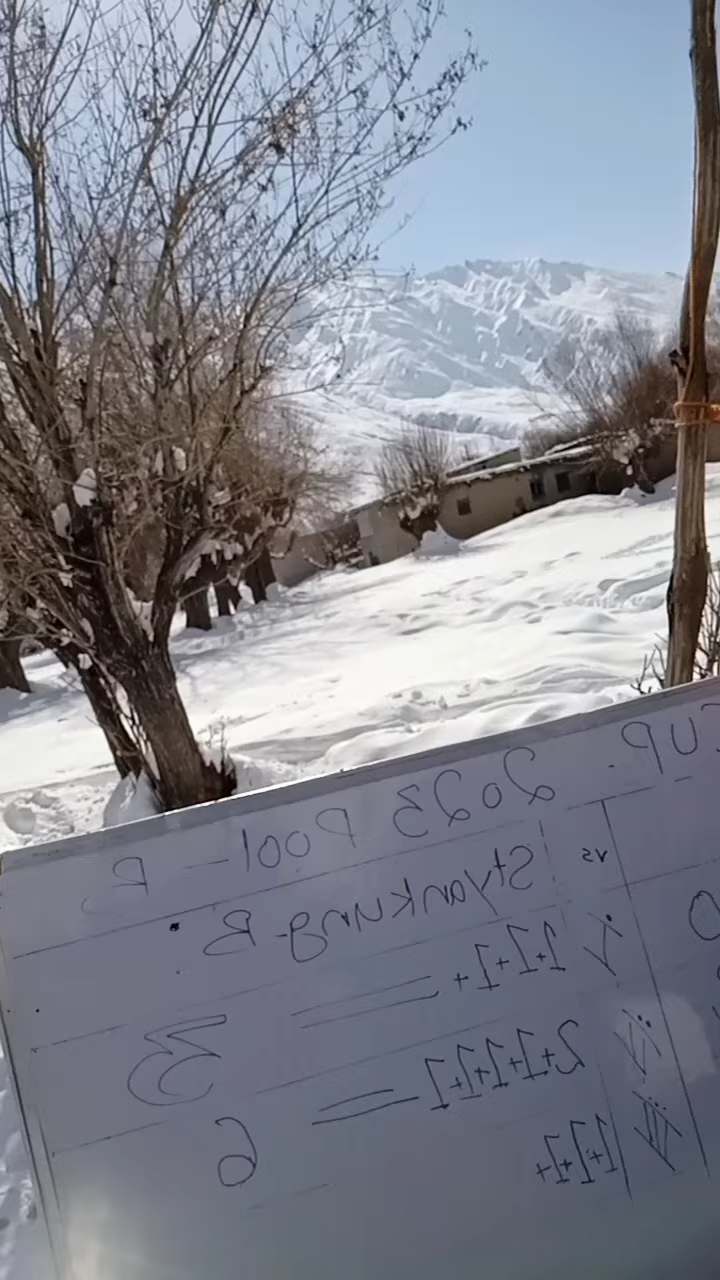 CUP. 2023 Pool - B
vs Styankung-B.
i⟩ 1+1+1+ = 3
ii⟩ 2+1+1+1+1 = 6
iii⟩ 1+1+1+